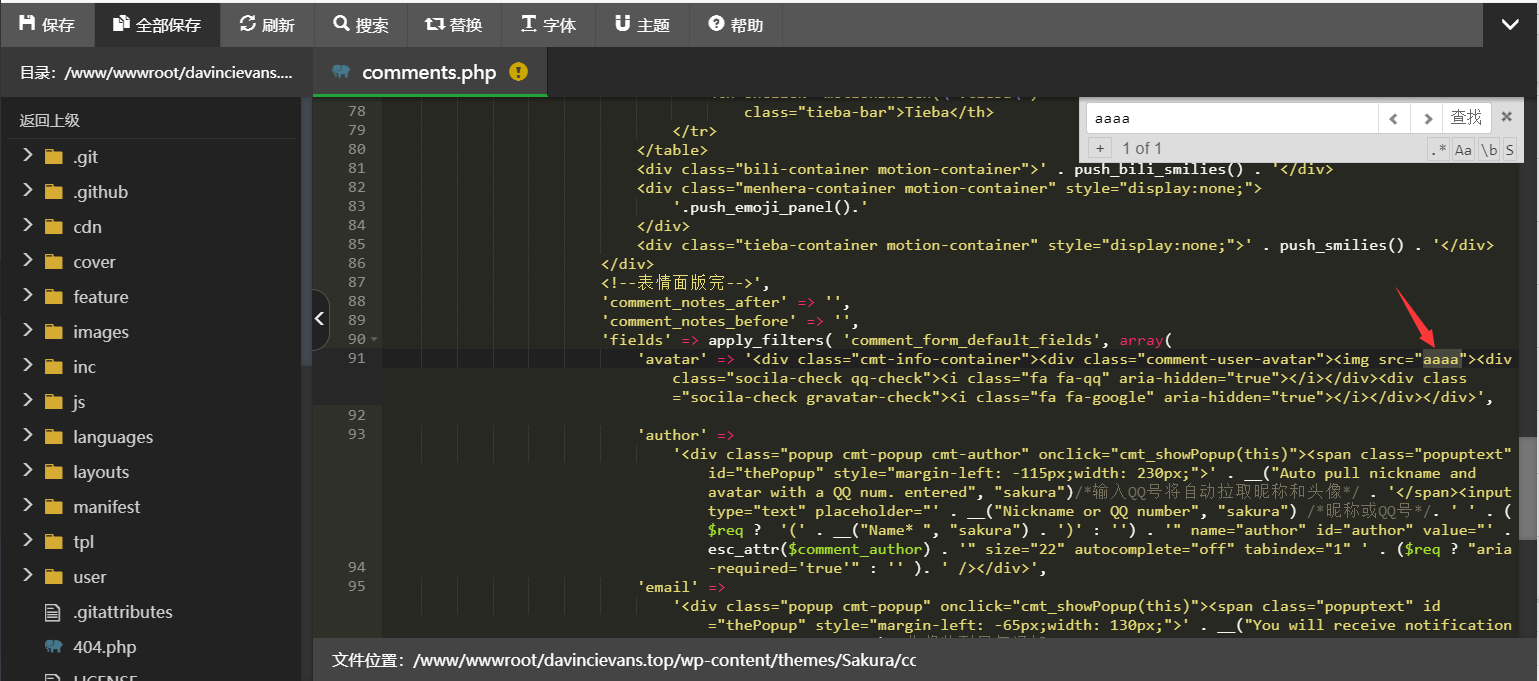 保存 全部保存 刷新 搜索 替换 字体 主题 帮助
目录：/www/wwwroot/davincievans.... comments.php
返回上级
.git
.github
cdn
cover
feature
images
inc
js
languages
layouts
manifest
tpl
user
.gitattributes
404.php
LICENSE
aaaa 查找
+ 1 of 1 .* Aa \b S
78 class="tieba-bar">Tieba</th>
79 </tr>
80 </table>
81 <div class="bili-container motion-container">' . push_bili_smilies() . '</div>
82 <div class="menhera-container motion-container" style="display:none;">
83 '.push_emoji_panel().'
84 </div>
85 <div class="tieba-container motion-container" style="display:none;">' . push_smilies() . '</div>
86 </div>
87 <!--表情面版完-->',
88 'comment_notes_after' => '',
89 'comment_notes_before' => '',
90 'fields' => apply_filters( 'comment_form_default_fields', array(
91 'avatar' => '<div class="cmt-info-container"><div class="comment-user-avatar"><img src="aaaa"><div
class="socila-check qq-check"><i class="fa fa-qq" aria-hidden="true"></i></div><div class
="socila-check gravatar-check"><i class="fa fa-google" aria-hidden="true"></i></div></div>',
92
93 'author' =>
'<div class="popup cmt-popup cmt-author" onclick="cmt_showPopup(this)"><span class="popuptext"
id="thePopup" style="margin-left: -115px;width: 230px;">' . __("Auto pull nickname and
avatar with a QQ num. entered", "sakura")/*输入QQ号将自动拉取昵称和头像*/ . '</span><input
type="text" placeholder="' . __("Nickname or QQ number", "sakura") /*昵称或QQ号*/. ' ' . (
$req ?  '(' . __("Name* ", "sakura") . ')' : '') . '" name="author" id="author" value="' .
esc_attr($comment_author) . '" size="22" autocomplete="off" tabindex="1" ' . ($req ? "aria
94 -required='true'" : '' ). ' /></div>',
95 'email' =>
'<div class="popup cmt-popup" onclick="cmt_showPopup(this)"><span class="popuptext" id
="thePopup" style="margin-left: -65px;width: 130px;">' . __("You will receive notification
文件位置：/www/wwwroot/davincievans.top/wp-content/themes/Sakura/cc